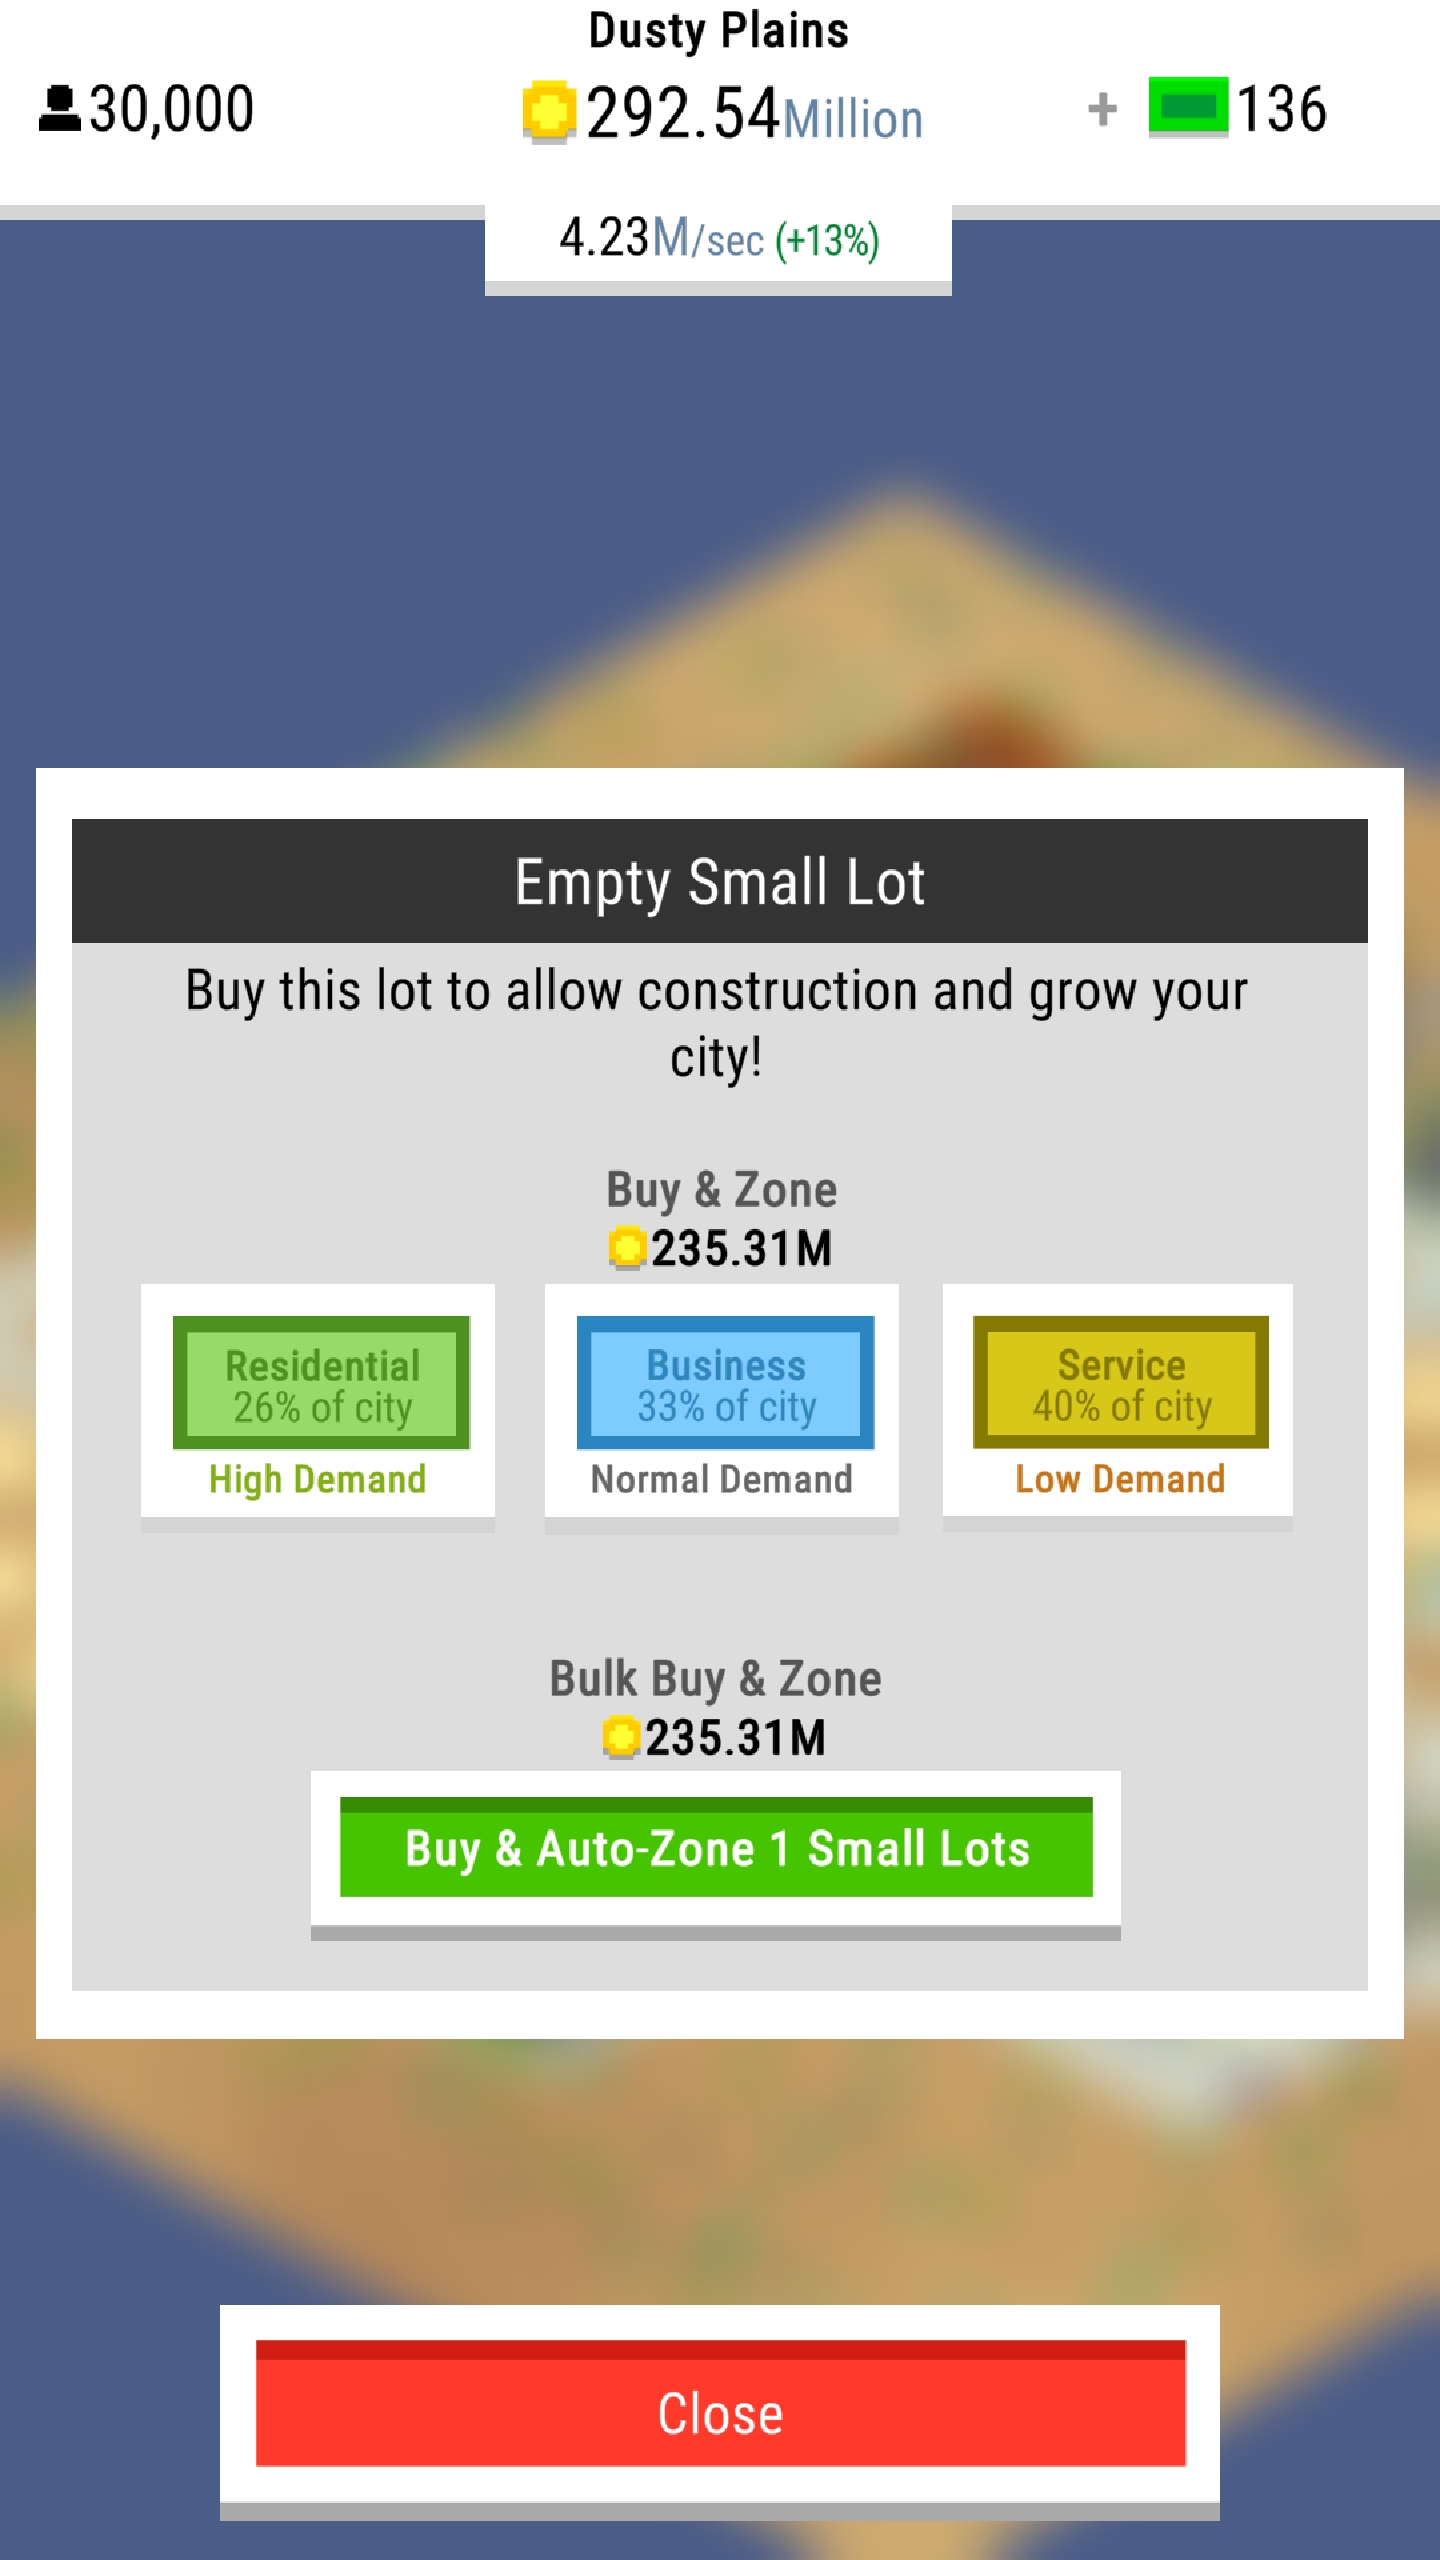 Dusty Plains
30,000
292.54Million
+ 136
4.23M/sec (+13%)
Empty Small Lot
Buy this lot to allow construction and grow your
city!
Buy & Zone
235.31M
Residential
26% of city
High Demand
Business
33% of city
Normal Demand
Service
40% of city
Low Demand
Bulk Buy & Zone
235.31M
Buy & Auto-Zone 1 Small Lots
Close